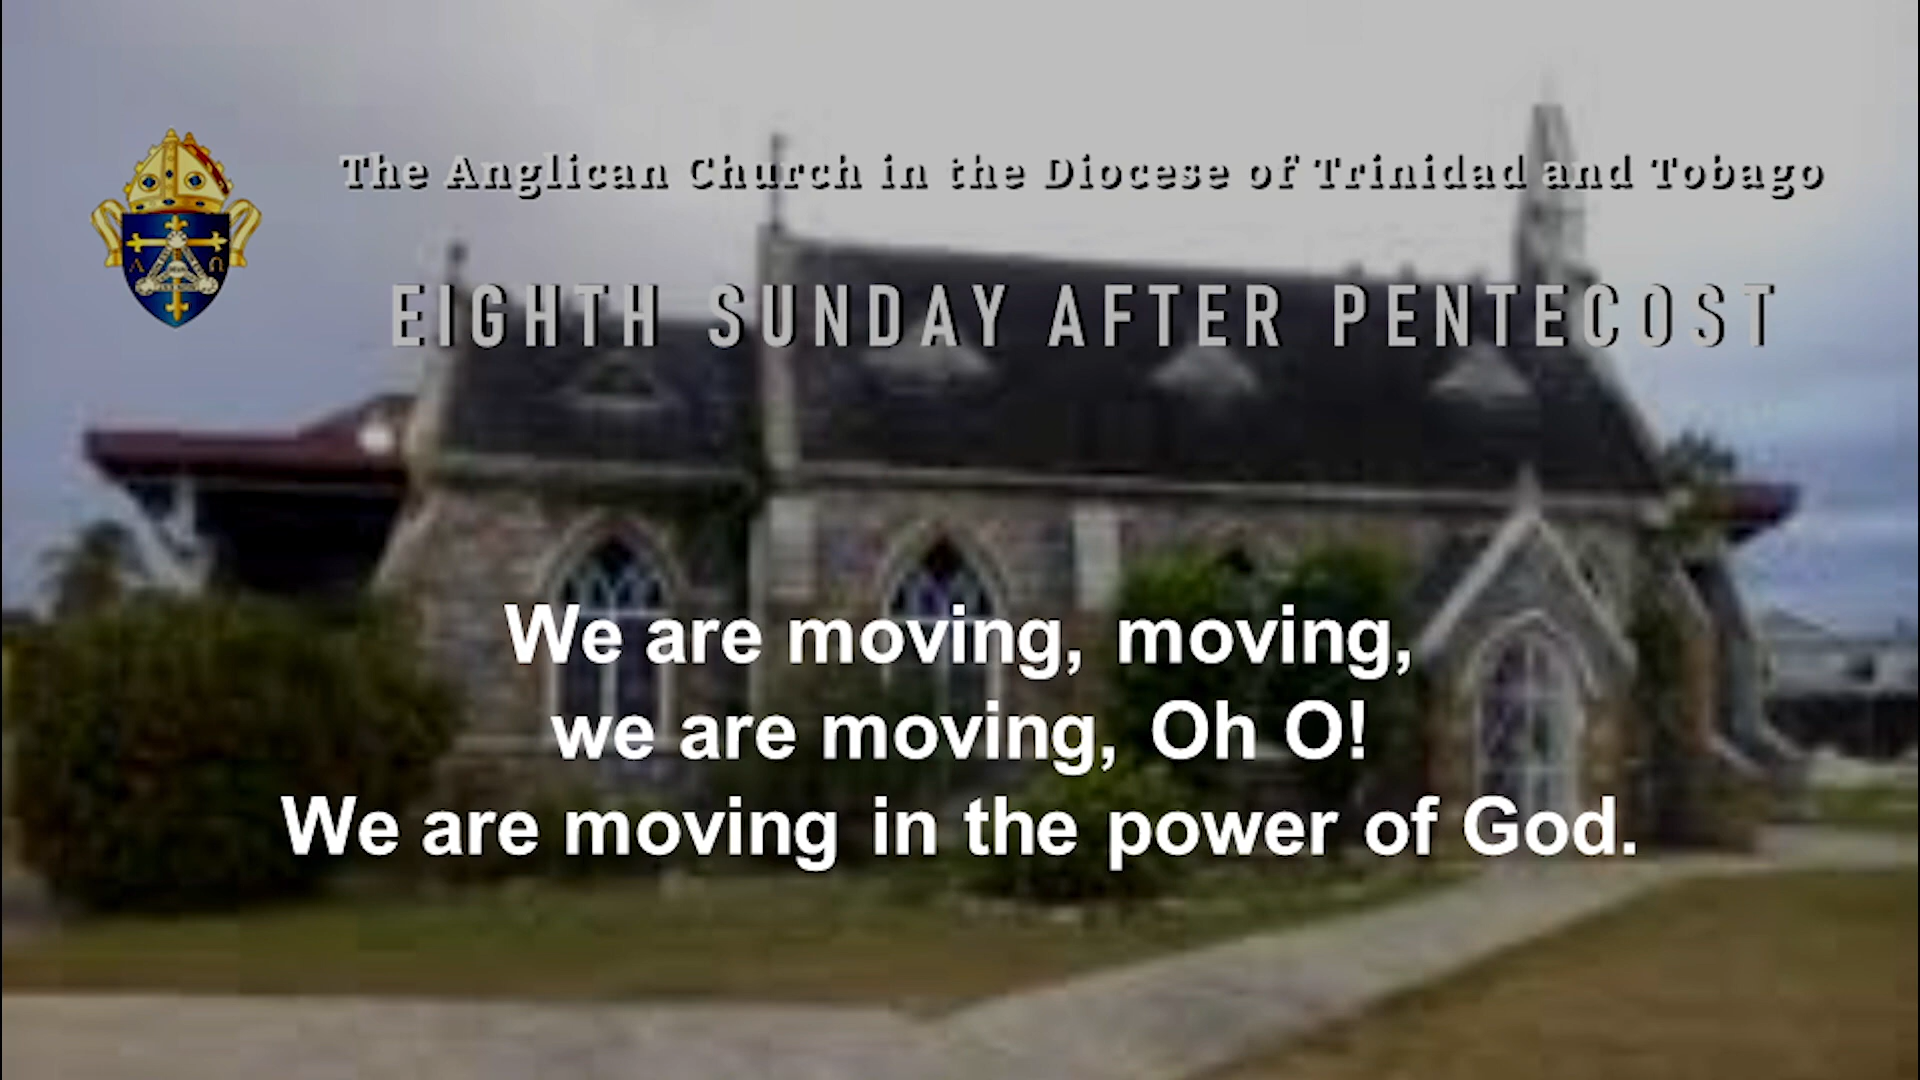 The Anglican Church in the Diocese of Trinidad and Tobago
EIGHTH SUNDAY AFTER PENTECOST
Α Ω
We are moving, moving,
we are moving, Oh O!
We are moving in the power of God.